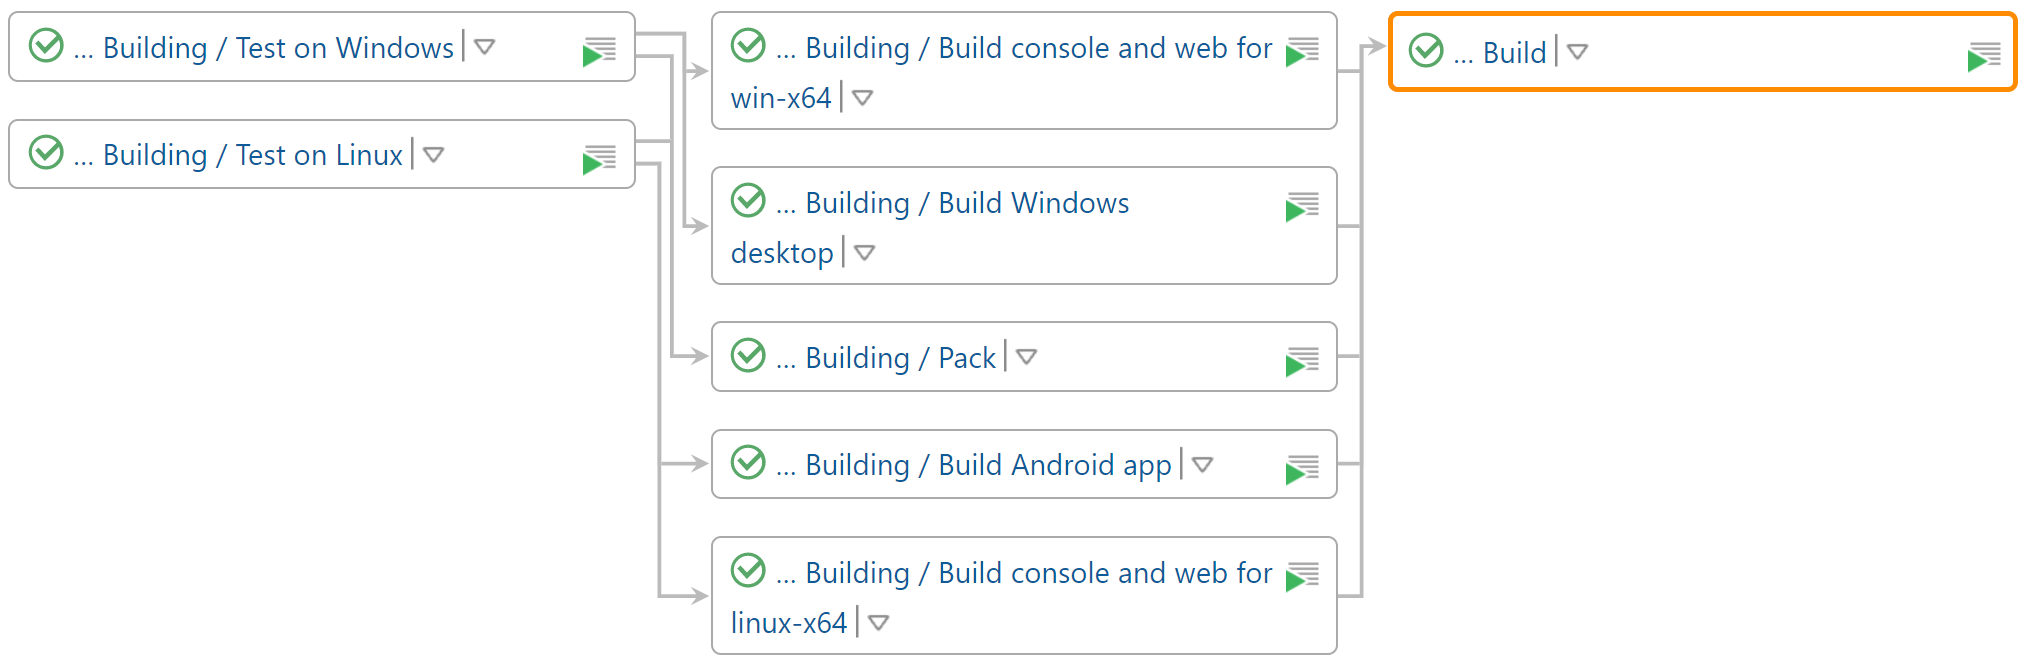 ... Building / Test on Windows
... Building / Test on Linux
... Building / Build console and web for
win-x64
... Building / Build Windows
desktop
... Building / Pack
... Building / Build Android app
... Building / Build console and web for
linux-x64
... Build